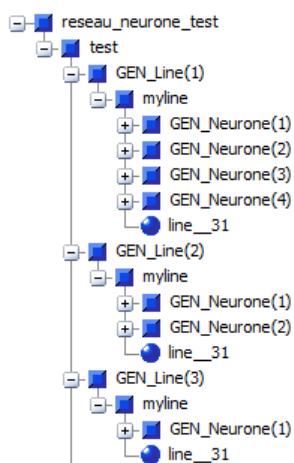 reseau_neurone_test
test
GEN_Line(1)
myline
GEN_Neurone(1)
GEN_Neurone(2)
GEN_Neurone(3)
GEN_Neurone(4)
line__31
GEN_Line(2)
myline
GEN_Neurone(1)
GEN_Neurone(2)
line__31
GEN_Line(3)
myline
GEN_Neurone(1)
line__31